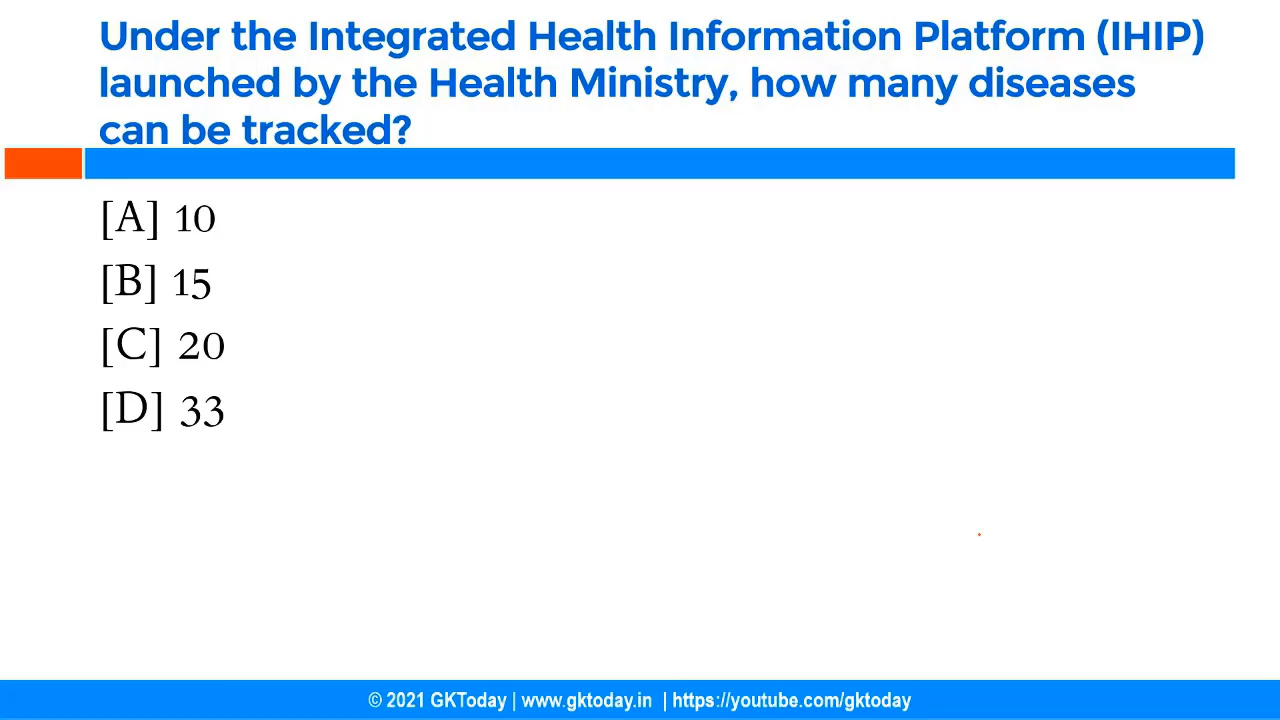 Under the Integrated Health Information Platform (IHIP)
launched by the Health Ministry, how many diseases
can be tracked?
[A] 10
[B] 15
[C] 20
[D] 33
© 2021 GKToday | www.gktoday.in | https://youtube.com/gktoday